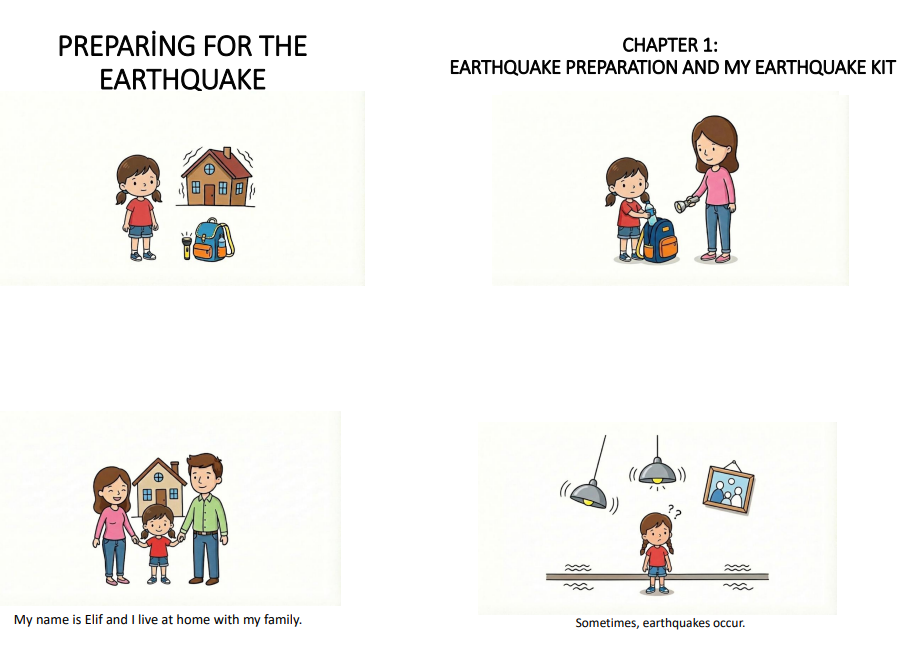 PREPARİNG FOR THE
EARTHQUAKE
CHAPTER 1:
EARTHQUAKE PREPARATION AND MY EARTHQUAKE KIT
My name is Elif and I live at home with my family.
??
Sometimes, earthquakes occur.